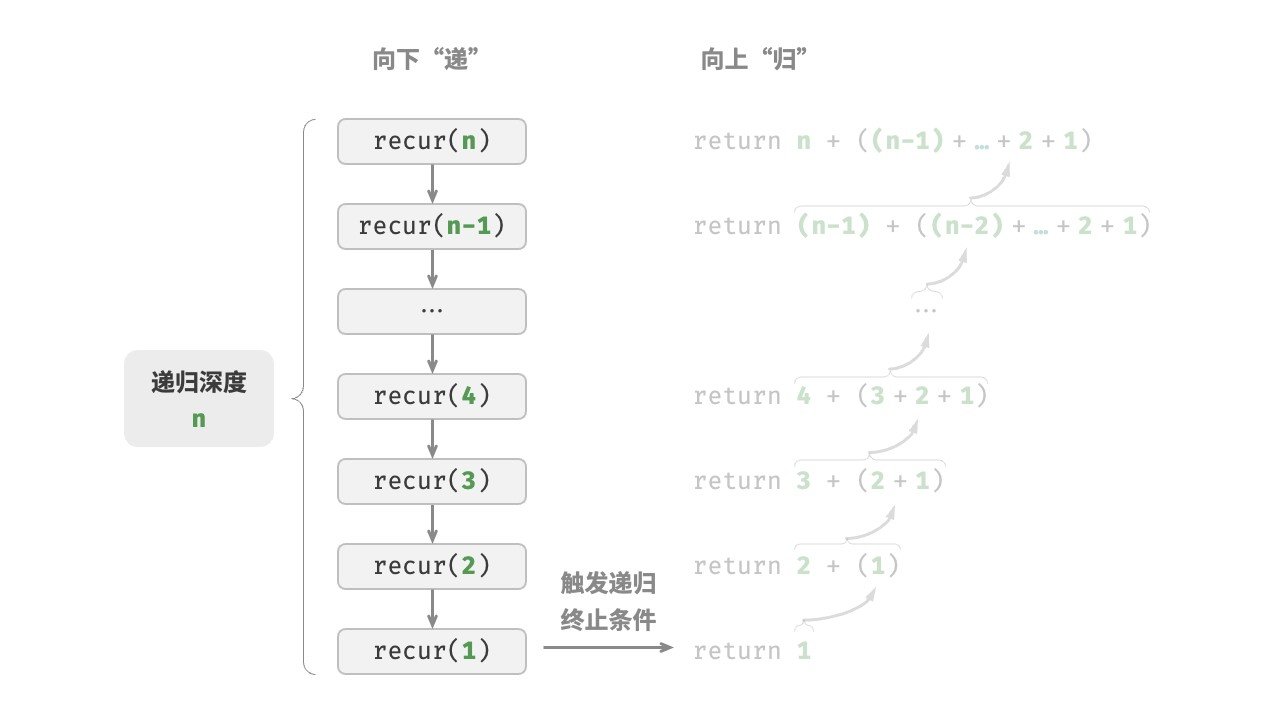 向下“递”
向上“归”
recur(n)
return n + ((n-1) + … + 2 + 1)
recur(n-1)
return (n-1) + ((n-2) + … + 2 + 1)
…
…
递归深度
n
recur(4)
return 4 + (3 + 2 + 1)
recur(3)
return 3 + (2 + 1)
recur(2)
return 2 + (1)
触发递归
终止条件
recur(1)
return 1